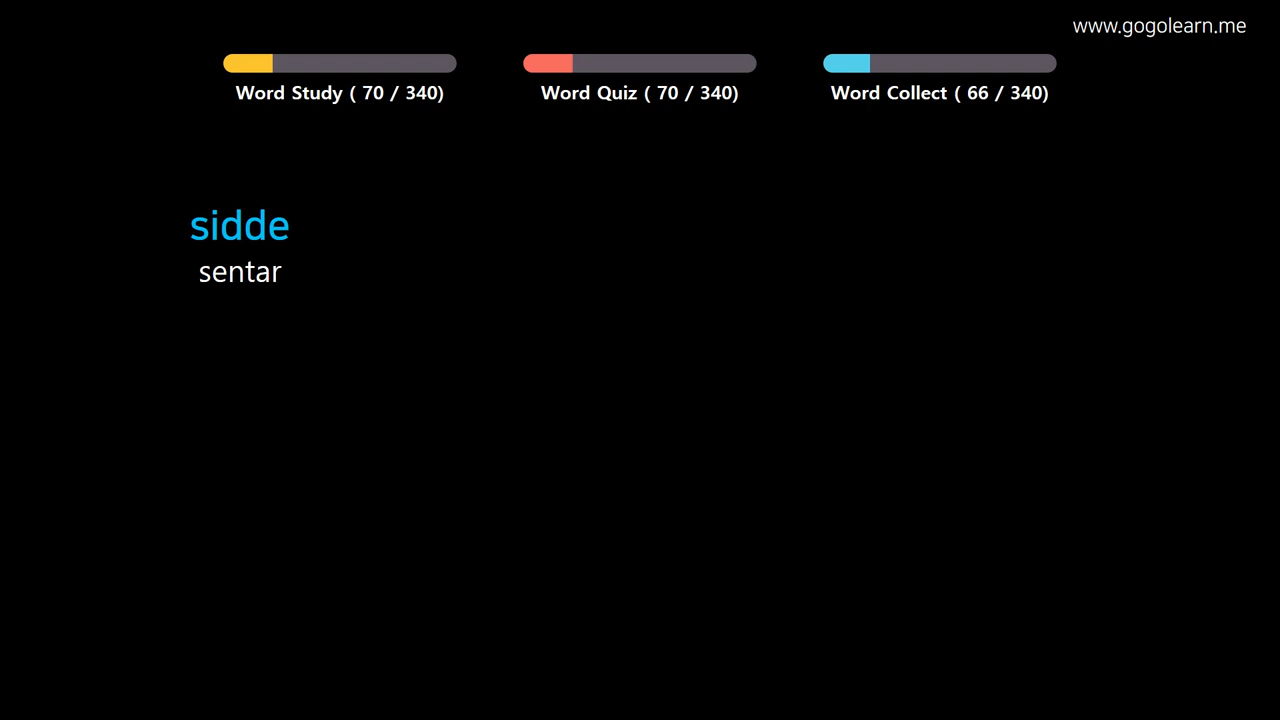 www.gogolearn.me
Word Study ( 70 / 340)
Word Quiz ( 70 / 340)
Word Collect ( 66 / 340)
sidde
sentar